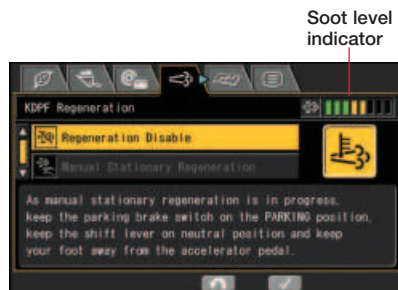 Soot level
indicator
KDPF Regeneration
Regeneration Disable
Manual Stationary Regeneration
As manual stationary regeneration is in progress,
keep the parking brake switch on the PARKING position,
keep the shift lever on neutral position and keep
your foot away from the accelerator pedal.